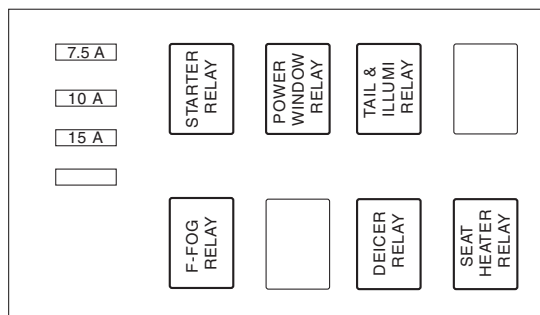 7.5 A
10 A
15 A
STARTER
RELAY
POWER
WINDOW
RELAY
TAIL &
ILLUMI
RELAY
F-FOG
RELAY
DEICER
RELAY
SEAT
HEATER
RELAY